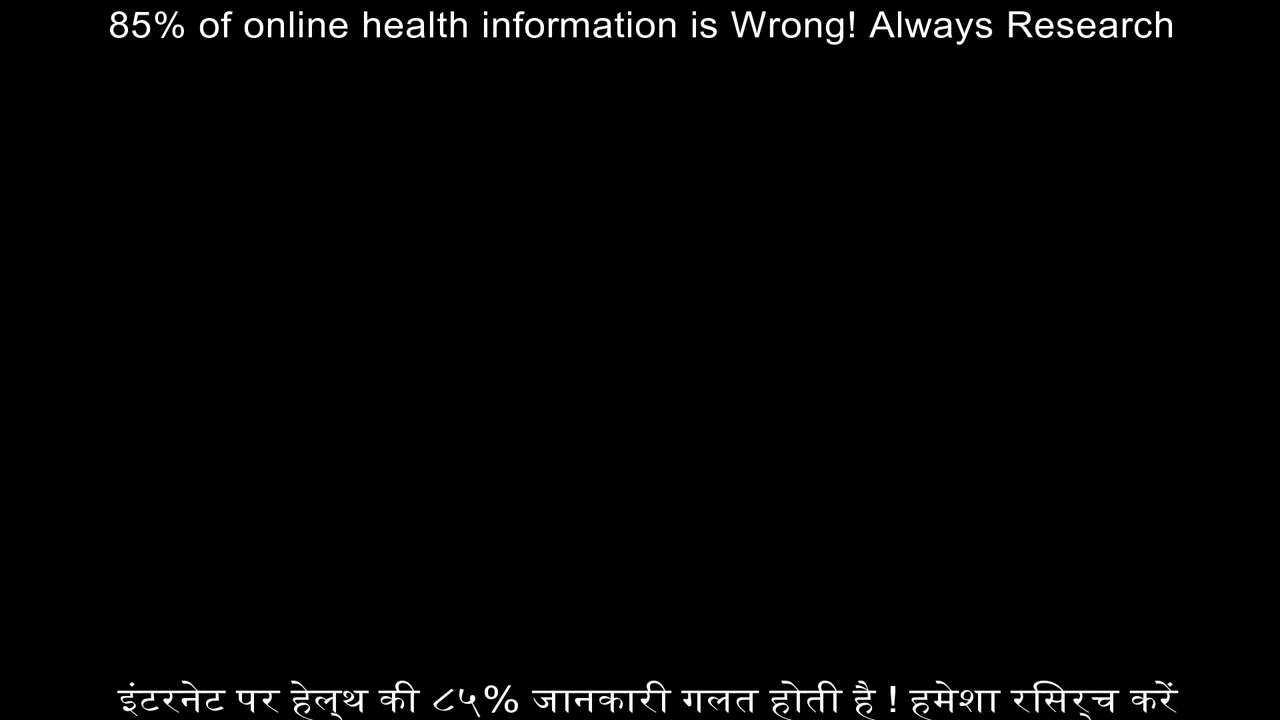 85% of online health information is Wrong! Always Research
इंटरनेट पर हेल्थ की ८५% जानकारी गलत होती है ! हमेशा रिसर्च करें